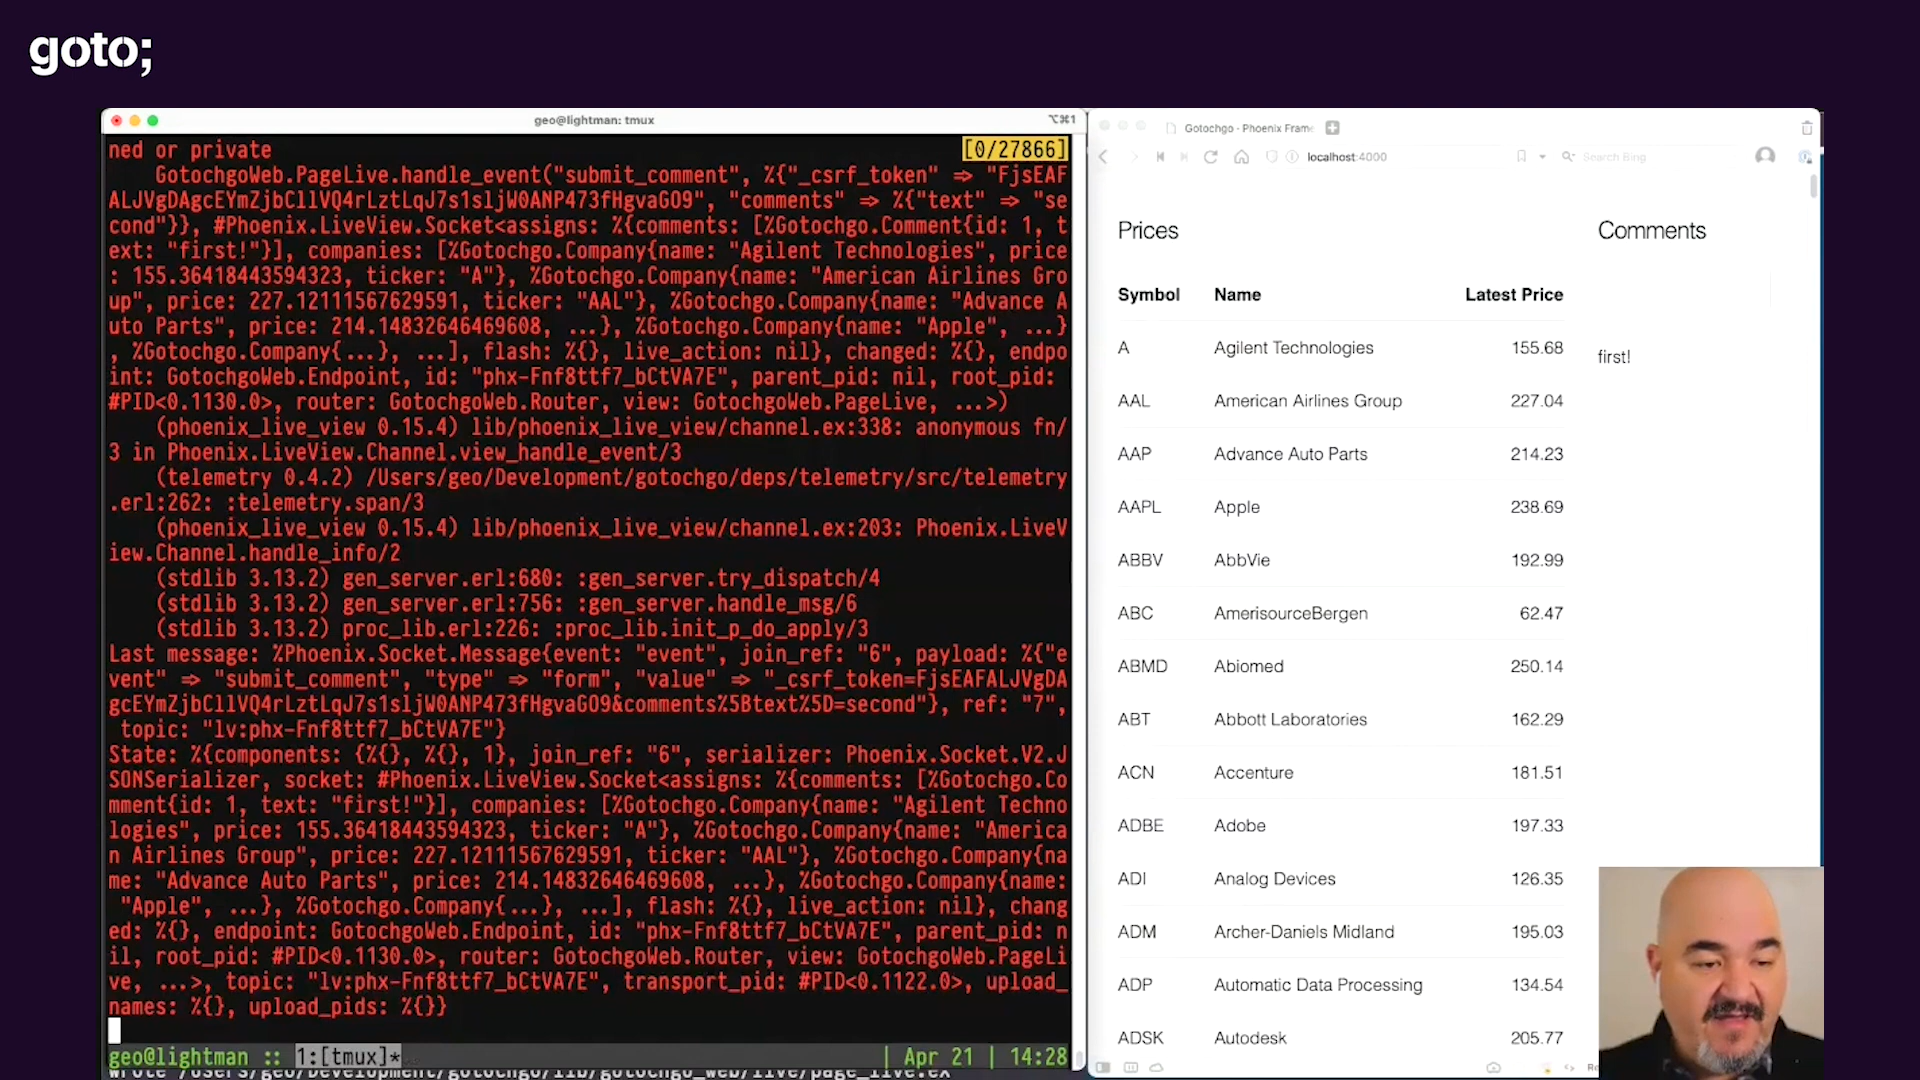 goto;
geo@lightman: tmux
⌥⌘1
ned or private
[0/27866]
GotochgoWeb.PageLive.handle_event("submit_comment", %{"_csrf_token" => "FjsEAF
ALJVgDAgcEYmZjbCllVQ4rLztLqJ7s1sljW0ANP473fHgvaGO9", "comments" => %{"text" => "se
cond"}}, #Phoenix.LiveView.Socket<assigns: %{comments: [%Gotochgo.Comment{id: 1, t
ext: "first!"}], companies: [%Gotochgo.Company{name: "Agilent Technologies", price
: 155.36418443594323, ticker: "A"}, %Gotochgo.Company{name: "American Airlines Gro
up", price: 227.12111567629591, ticker: "AAL"}, %Gotochgo.Company{name: "Advance A
uto Parts", price: 214.14832646469608, ...}, %Gotochgo.Company{name: "Apple", ...}
, %Gotochgo.Company{...}, ...], flash: %{}, live_action: nil}, changed: %{}, endpo
int: GotochgoWeb.Endpoint, id: "phx-Fnf8ttf7_bCtVA7E", parent_pid: nil, root_pid:
#PID<0.1130.0>, router: GotochgoWeb.Router, view: GotochgoWeb.PageLive, ...>)
(phoenix_live_view 0.15.4) lib/phoenix_live_view/channel.ex:338: anonymous fn/
3 in Phoenix.LiveView.Channel.view_handle_event/3
(telemetry 0.4.2) /Users/geo/Development/gotochgo/deps/telemetry/src/telemetry
.erl:262: :telemetry.span/3
(phoenix_live_view 0.15.4) lib/phoenix_live_view/channel.ex:203: Phoenix.LiveV
iew.Channel.handle_info/2
(stdlib 3.13.2) gen_server.erl:680: :gen_server.try_dispatch/4
(stdlib 3.13.2) gen_server.erl:756: :gen_server.handle_msg/6
(stdlib 3.13.2) proc_lib.erl:226: :proc_lib.init_p_do_apply/3
Last message: %Phoenix.Socket.Message{event: "event", join_ref: "6", payload: %{"e
vent" => "submit_comment", "type" => "form", "value" => "_csrf_token=FjsEAFALJVgDA
gcEYmZjbCllVQ4rLztLqJ7s1sljW0ANP473fHgvaGO9&comments%5Btext%5D=second"}, ref: "7",
topic: "lv:phx-Fnf8ttf7_bCtVA7E"}
State: %{components: {%{}, %{}, 1}, join_ref: "6", serializer: Phoenix.Socket.V2.J
SONSerializer, socket: #Phoenix.LiveView.Socket<assigns: %{comments: [%Gotochgo.Co
mment{id: 1, text: "first!"}], companies: [%Gotochgo.Company{name: "Agilent Techno
logies", price: 155.36418443594323, ticker: "A"}, %Gotochgo.Company{name: "America
n Airlines Group", price: 227.12111567629591, ticker: "AAL"}, %Gotochgo.Company{na
me: "Advance Auto Parts", price: 214.14832646469608, ...}, %Gotochgo.Company{name:
"Apple", ...}, %Gotochgo.Company{...}, ...], flash: %{}, live_action: nil}, chang
ed: %{}, endpoint: GotochgoWeb.Endpoint, id: "phx-Fnf8ttf7_bCtVA7E", parent_pid: n
il, root_pid: #PID<0.1130.0>, router: GotochgoWeb.Router, view: GotochgoWeb.PageLi
ve, ...>, topic: "lv:phx-Fnf8ttf7_bCtVA7E", transport_pid: #PID<0.1122.0>, upload_
names: %{}, upload_pids: %{}}
geo@lightman :: 1:[tmux]*
| Apr 21 | 14:28
wrote /Users/geo/Development/gotochgo/lib/gotochgo_web/live/page_live.ex
Gotochgo - Phoenix Frame
localhost:4000
Search Bing
Prices
Symbol Name Latest Price
A Agilent Technologies 155.68
AAL American Airlines Group 227.04
AAP Advance Auto Parts 214.23
AAPL Apple 238.69
ABBV AbbVie 192.99
ABC AmerisourceBergen 62.47
ABMD Abiomed 250.14
ABT Abbott Laboratories 162.29
ACN Accenture 181.51
ADBE Adobe 197.33
ADI Analog Devices 126.35
ADM Archer-Daniels Midland 195.03
ADP Automatic Data Processing 134.54
ADSK Autodesk 205.77
Comments
first!